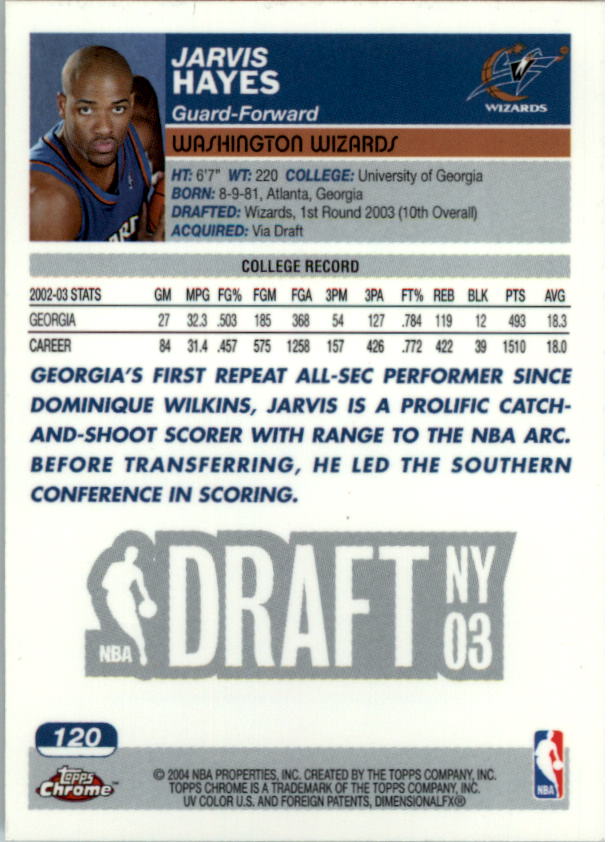 JARVIS
HAYES
Guard-Forward
WIZARDS
WASHINGTON WIZARDS
HT: 6'7" WT: 220 COLLEGE: University of Georgia
BORN: 8-9-81, Atlanta, Georgia
DRAFTED: Wizards, 1st Round 2003 (10th Overall)
ACQUIRED: Via Draft
COLLEGE RECORD
2002-03 STATS GM MPG FG% FGM FGA 3PM 3PA FT% REB BLK PTS AVG
GEORGIA 27 32.3 .503 185 368 54 127 .784 119 12 493 18.3
CAREER 84 31.4 .457 575 1258 157 426 .772 422 39 1510 18.0
GEORGIA'S FIRST REPEAT ALL-SEC PERFORMER SINCE
DOMINIQUE WILKINS, JARVIS IS A PROLIFIC CATCH-
AND-SHOOT SCORER WITH RANGE TO THE NBA ARC.
BEFORE TRANSFERRING, HE LED THE SOUTHERN
CONFERENCE IN SCORING.
NBA DRAFT NY
03
120
Topps
Chrome™
© 2004 NBA PROPERTIES, INC. CREATED BY THE TOPPS COMPANY, INC.
TOPPS CHROME IS A TRADEMARK OF THE TOPPS COMPANY, INC.
UV COLOR U.S. AND FOREIGN PATENTS, DIMENSIONALFX®
NBA